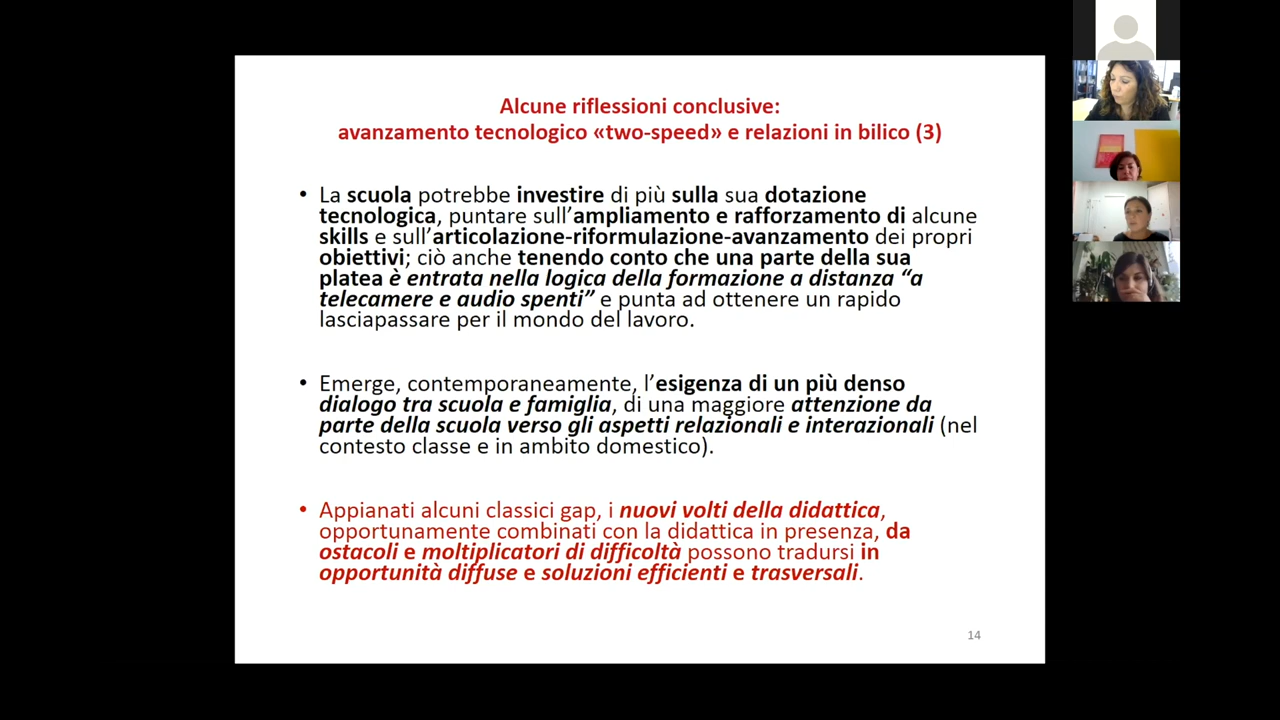 Alcune riflessioni conclusive:
avanzamento tecnologico «two-speed» e relazioni in bilico (3)
• La scuola potrebbe investire di più sulla sua dotazione
tecnologica, puntare sull’ampliamento e rafforzamento di alcune
skills e sull’articolazione-riformulazione-avanzamento dei propri
obiettivi; ciò anche tenendo conto che una parte della sua
platea è entrata nella logica della formazione a distanza “a
telecamere e audio spenti” e punta ad ottenere un rapido
lasciapassare per il mondo del lavoro.
• Emerge, contemporaneamente, l’esigenza di un più denso
dialogo tra scuola e famiglia, di una maggiore attenzione da
parte della scuola verso gli aspetti relazionali e interazionali (nel
contesto classe e in ambito domestico).
• Appianati alcuni classici gap, i nuovi volti della didattica,
opportunamente combinati con la didattica in presenza, da
ostacoli e moltiplicatori di difficoltà possono tradursi in
opportunità diffuse e soluzioni efficienti e trasversali.
14